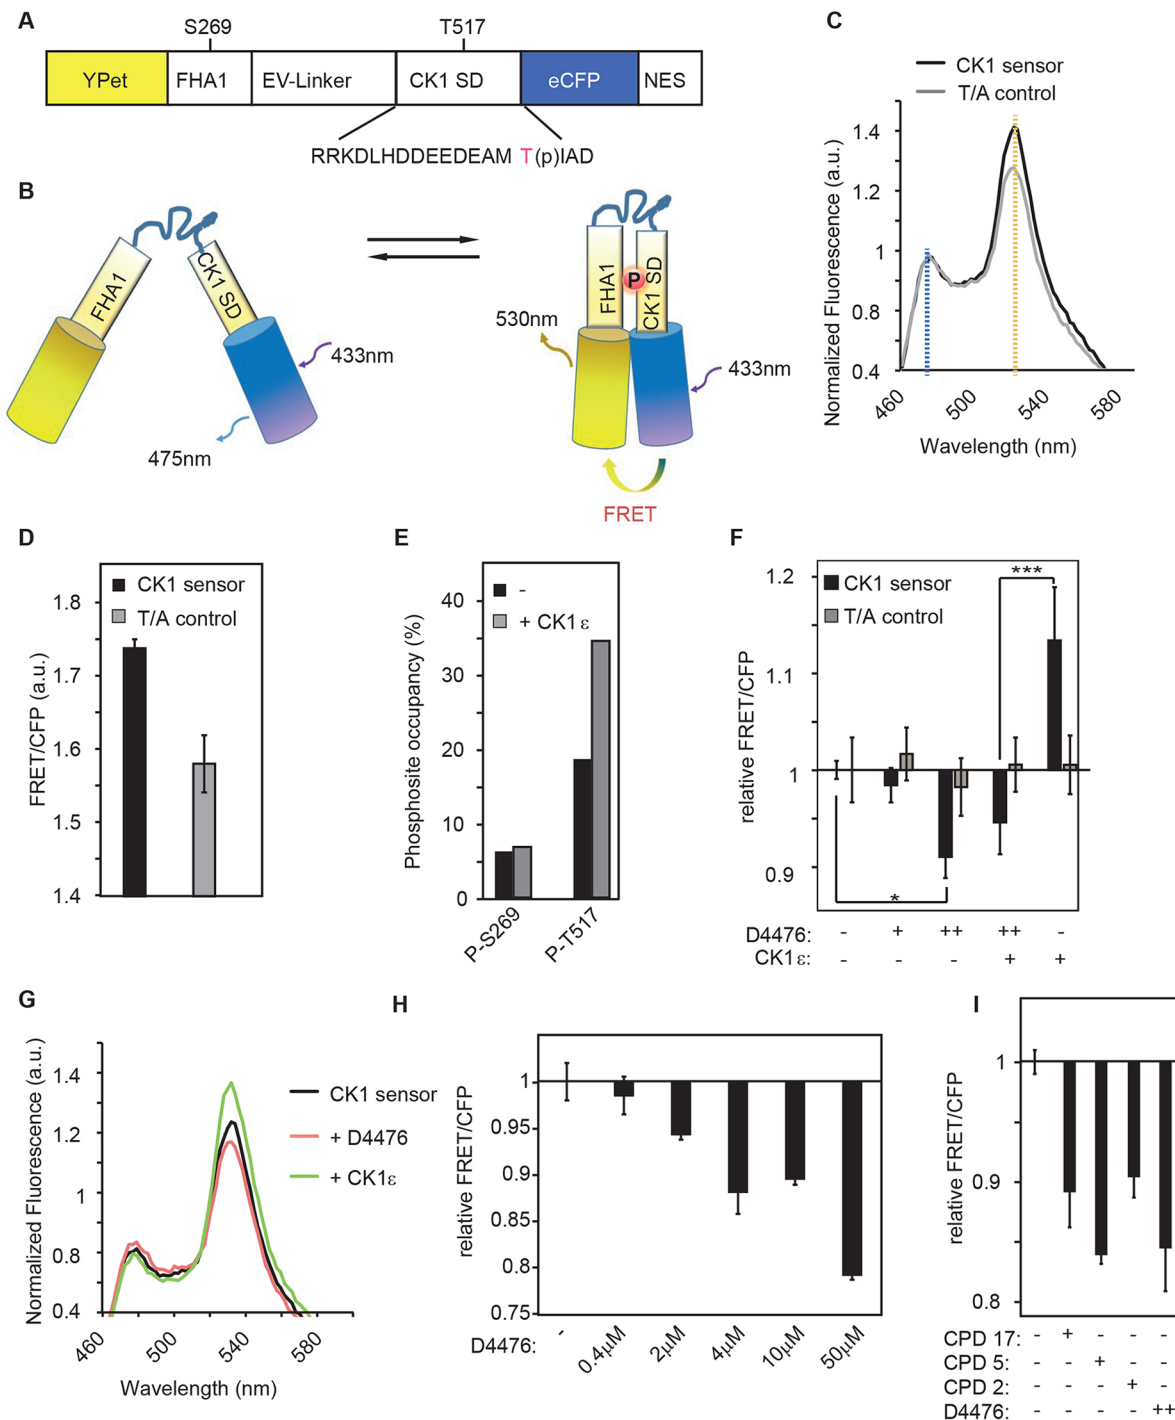 A
S269
T517
YPet
FHA1
EV-Linker
CK1 SD
eCFP
NES
RRKDLHDDEEDEAM T(p)IAD
B
FHA1
CK1 SD
433nm
475nm
FHA1
P
CK1 SD
530nm
433nm
FRET
C
CK1 sensor
T/A control
Normalized Fluorescence (a.u.)
1.4
1.2
1
0.8
0.4
460
500
540
580
Wavelength (nm)
D
CK1 sensor
T/A control
FRET/CFP (a.u.)
1.8
1.7
1.6
1.5
1.4
E
-
+ CK1ε
Phosphosite occupancy (%)
40
30
20
10
0
P-S269
P-T517
F
CK1 sensor
T/A control
***
*
relative FRET/CFP
1.2
1.1
1
0.9
D4476: - + ++ ++ -
CK1ε: - - - + +
G
CK1 sensor
+ D4476
+ CK1ε
Normalized Fluorescence (a.u.)
1.4
1.2
1
0.8
0.4
460
500
540
580
Wavelength (nm)
H
relative FRET/CFP
1
0.95
0.9
0.85
0.8
0.75
D4476: - 0.4µM 2µM 4µM 10µM 50µM
I
relative FRET/CFP
1
0.9
0.8
CPD 17: - + - - -
CPD 5: - - + - -
CPD 2: - - - + -
D4476: - - - - ++